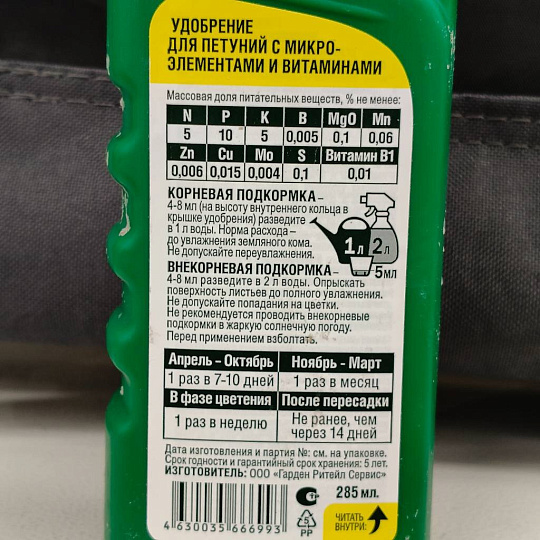 УДОБРЕНИЕ
ДЛЯ ПЕТУНИЙ С МИКРО-
ЭЛЕМЕНТАМИ И ВИТАМИНАМИ
Массовая доля питательных веществ, % не менее:
N P K B MgO Mn
5 10 5 0,005 0,1 0,06
Zn Cu Mo S Витамин B1
0,006 0,015 0,004 0,1 0,01
КОРНЕВАЯ ПОДКОРМКА –
4-8 мл (на высоту внутреннего кольца в
крышке удобрения) разведите
в 1 л воды. Норма расхода –
до увлажнения земляного кома.
Не допускайте переувлажнения.
1 л 2 л
5 мл
ВНЕКОРНЕВАЯ ПОДКОРМКА –
4-8 мл разведите в 2 л воды. Опрыскать
поверхность листьев до полного увлажнения.
Не допускайте попадания на цветки.
Не рекомендуется проводить внекорневые
подкормки в жаркую солнечную погоду.
Перед применением взболтать.
Апрель - Октябрь Ноябрь - Март
1 раз в 7-10 дней 1 раз в месяц
В фазе цветения После пересадки
1 раз в неделю Не ранее, чем
через 14 дней
Дата изготовления и партия №: см. на упаковке.
Срок годности и гарантийный срок хранения: 5 лет.
ИЗГОТОВИТЕЛЬ: ООО "Гарден Ритейл Сервис"
285 мл.
5
PP
ЧИТАТЬ
ВНУТРИ:
4630035666993